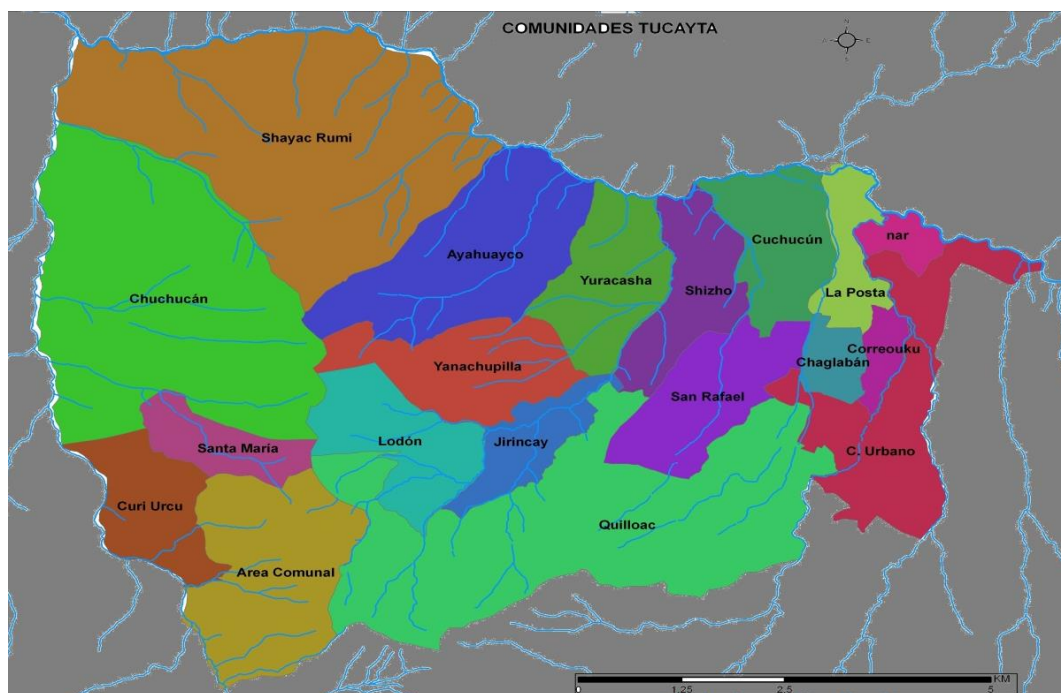 COMUNIDADES TUCAYTA
Shayac Rumi
nar
Cuchucún
Ayahuayco
Yuracasha
Shizho
La Posta
Chuchucán
Correouku
Chaglabán
Yanachupilla
San Rafael
Santa María
Lodón
Jirincay
C. Urbano
Curi Urcu
Quilloac
Area Comunal
KM
0 1.25 2.5 5